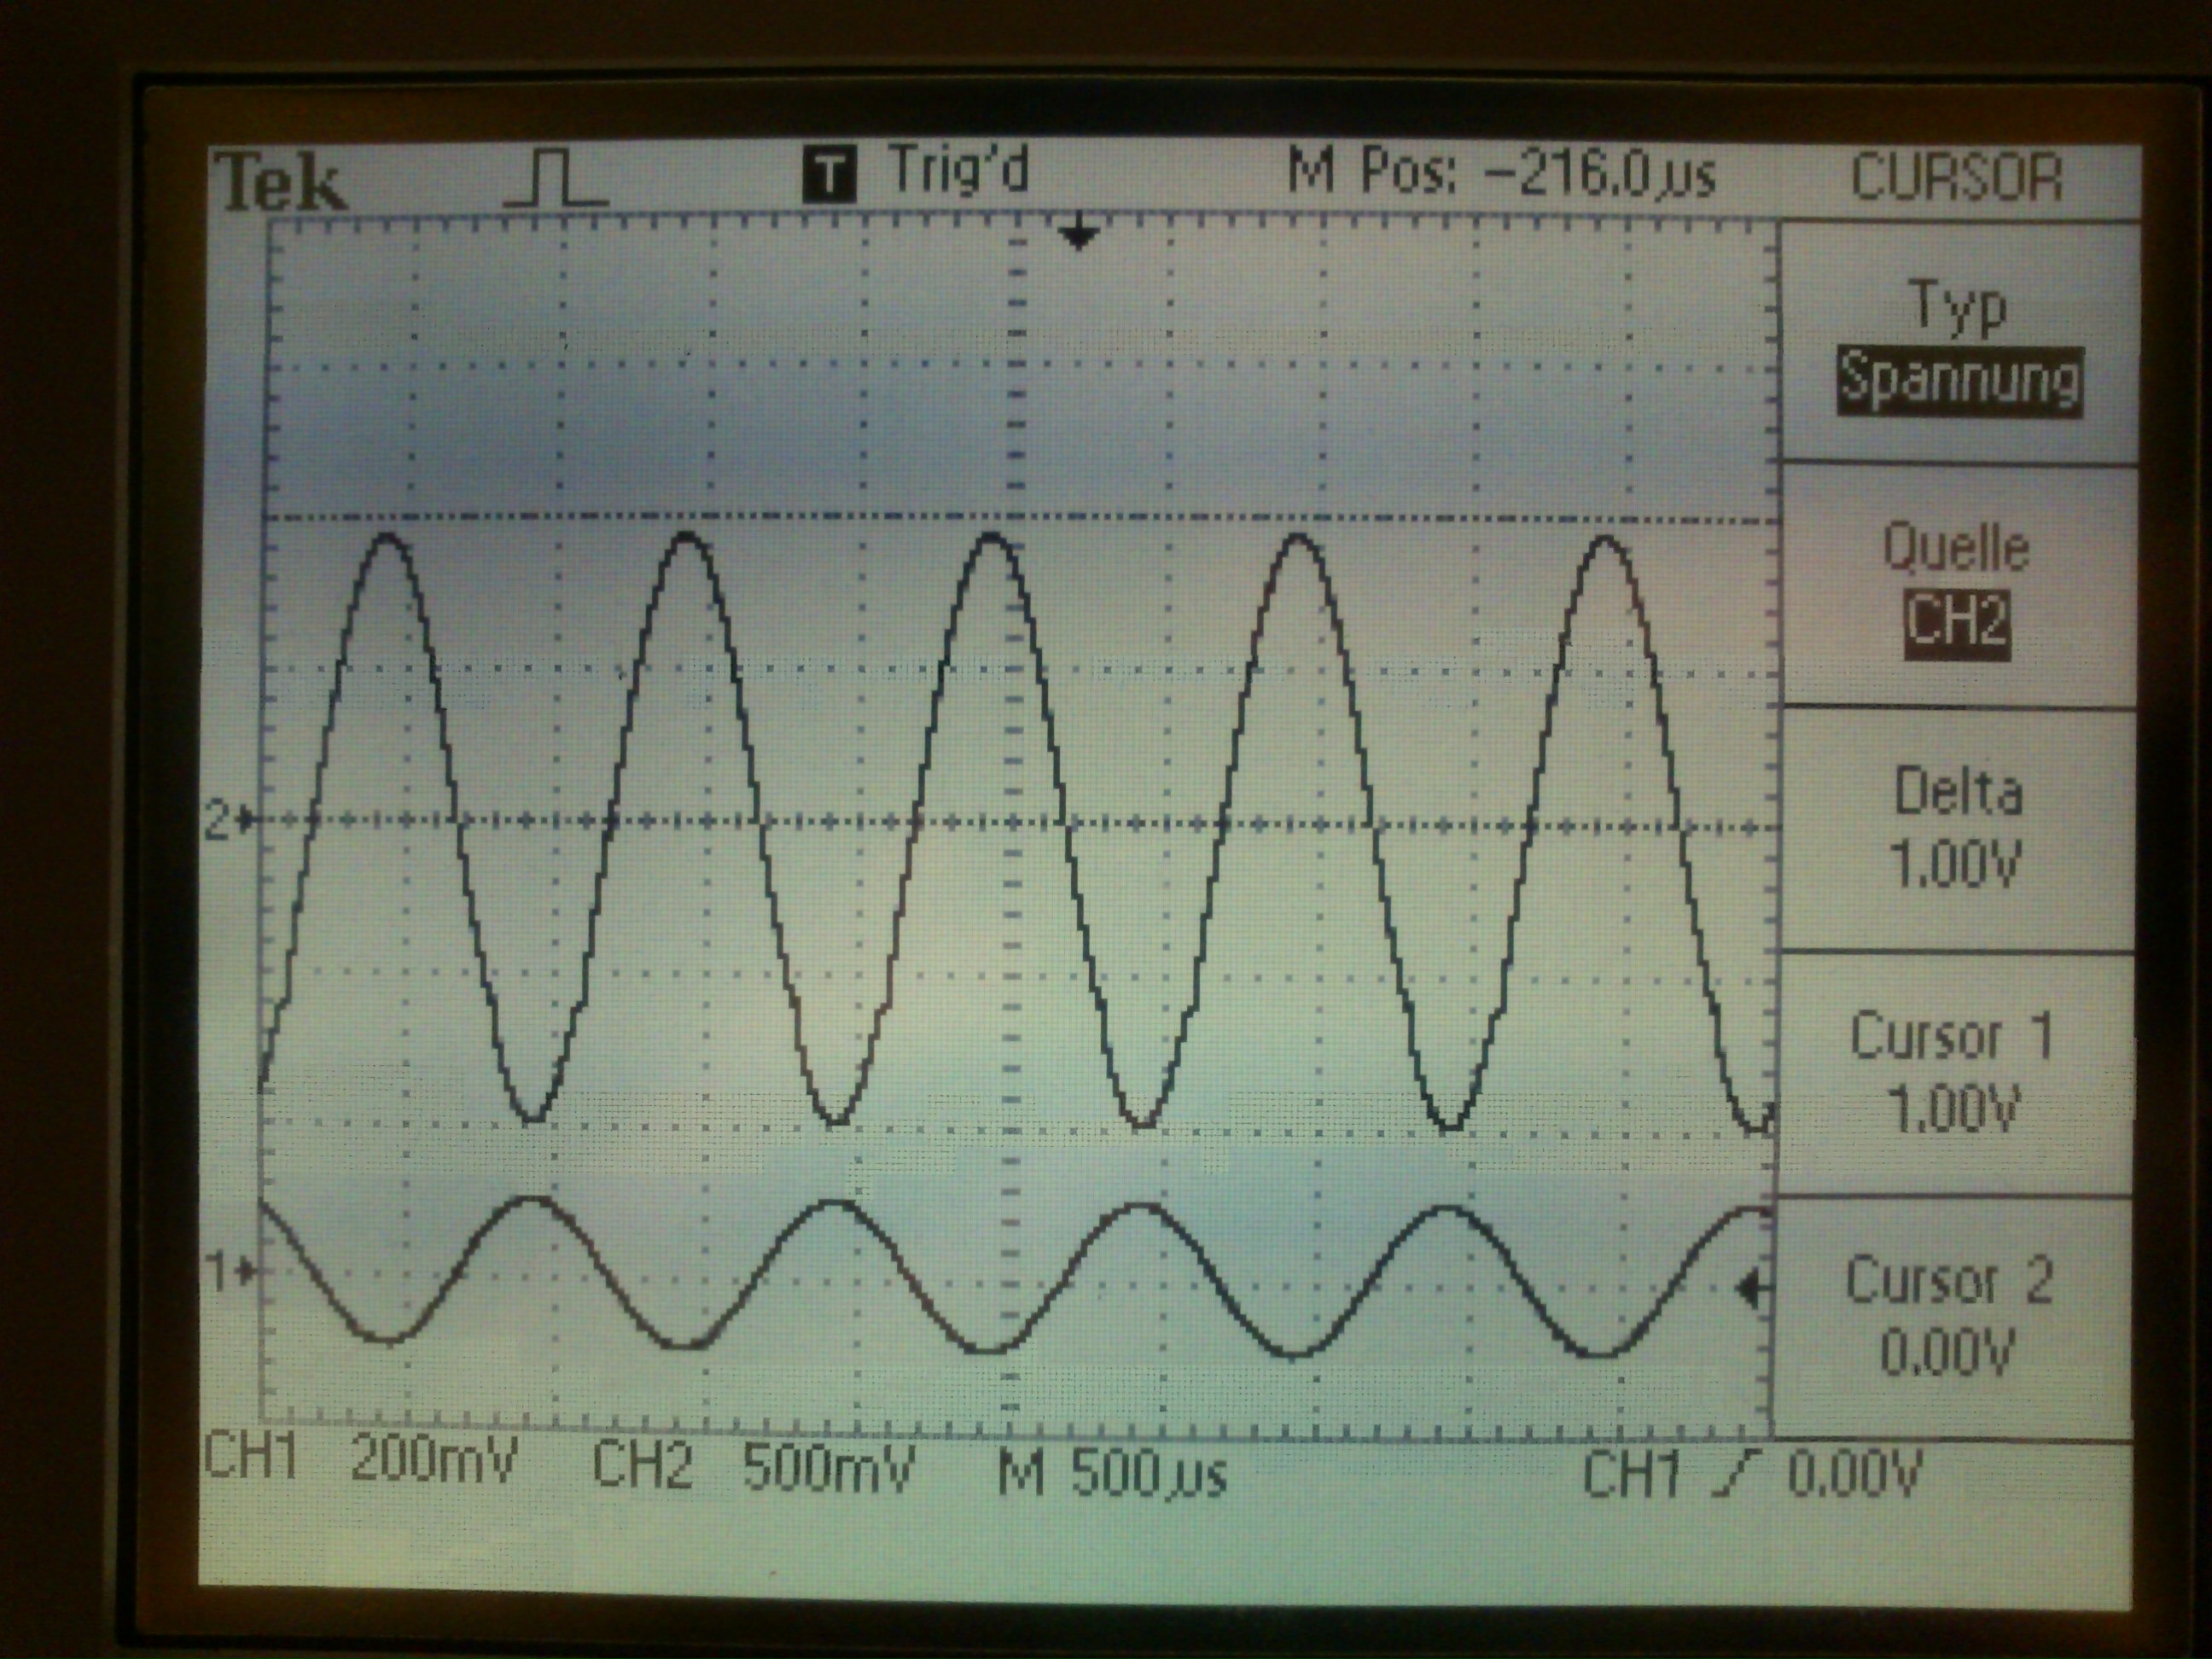 Tek T Trig'd M Pos: -216.0µs CURSOR
Typ
Spannung
Quelle
CH2
2
Delta
1.00V
Cursor 1
1.00V
1
Cursor 2
0.00V
CH1 200mV CH2 500mV M 500µs CH1 0.00V